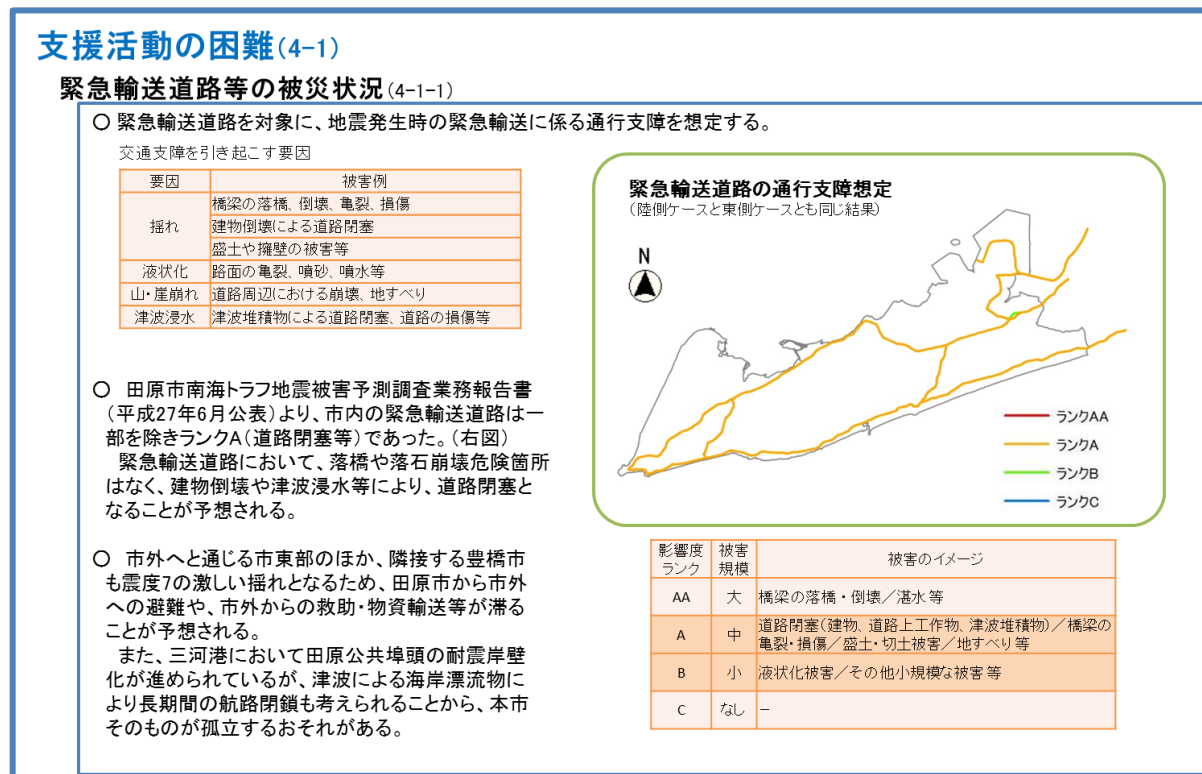 支援活動の困難(4-1)
緊急輸送道路等の被災状況(4-1-1)
○ 緊急輸送道路を対象に、地震発生時の緊急輸送に係る通行支障を想定する。
交通支障を引き起こす要因
要因 被害例
揺れ 橋梁の落橋、倒壊、亀裂、損傷
建物倒壊による道路閉塞
盛土や擁壁の被害等
液状化 路面の亀裂、噴砂、噴水等
山・崖崩れ 道路周辺における崩壊、地すべり
津波浸水 津波堆積物による道路閉塞、道路の損傷等
○ 田原市南海トラフ地震被害予測調査業務報告書
(平成27年6月公表)より、市内の緊急輸送道路は一
部を除きランクA(道路閉塞等)であった。(右図)
緊急輸送道路において、落橋や落石崩壊危険箇所
はなく、建物倒壊や津波浸水等により、道路閉塞と
なることが予想される。
○ 市外へと通じる市東部のほか、隣接する豊橋市
も震度7の激しい揺れとなるため、田原市から市外
への避難や、市外からの救助・物資輸送等が滞る
ことが予想される。
また、三河港において田原公共埠頭の耐震岸壁
化が進められているが、津波による海岸漂流物に
より長期間の航路閉鎖も考えられることから、本市
そのものが孤立するおそれがある。
緊急輸送道路の通行支障想定
(陸側ケースと東側ケースとも同じ結果)
N
ランクAA
ランクA
ランクB
ランクC
影響度
ランク 被害
規模 被害のイメージ
AA 大 橋梁の落橋・倒壊/湛水等
A 中 道路閉塞(建物、道路上工作物、津波堆積物)/橋梁の
亀裂・損傷/盛土・切土被害/地すべり等
B 小 液状化被害/その他小規模な被害等
C なし －